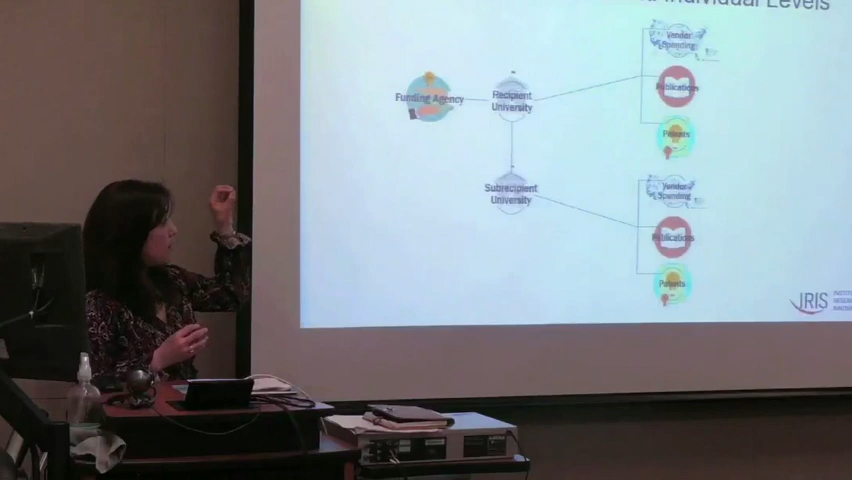 Individual Levels
Vendor
Spending
Publications
Patents
Funding Agency
Recipient
University
Subrecipient
University
Vendor
Spending
Publications
Patents
IRIS